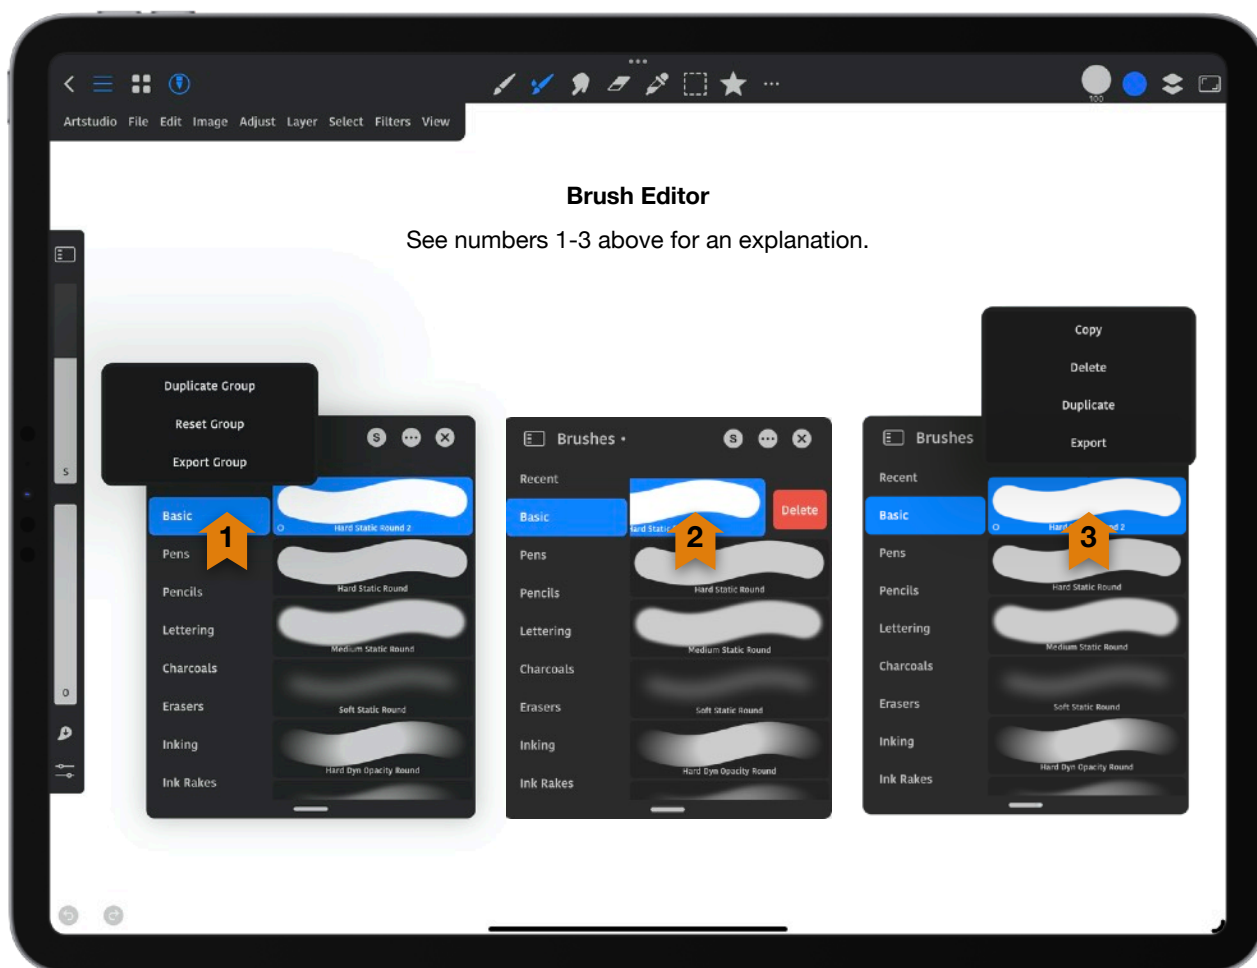 100
Artstudio File Edit Image Adjust Layer Select Filters View
Brush Editor
See numbers 1-3 above for an explanation.
S
O
Duplicate Group
Reset Group
Export Group
S
Basic
Pens
Pencils
Lettering
Charcoals
Erasers
Inking
Ink Rakes
Hard Static Round 2
Hard Static Round
Medium Static Round
Soft Static Round
Hard Dyn Opacity Round
1
Brushes •
S
Recent
Basic
Pens
Pencils
Lettering
Charcoals
Erasers
Inking
Ink Rakes
Hard Static
Delete
Hard Static Round
Medium Static Round
Soft Static Round
Hard Dyn Opacity Round
2
Copy
Delete
Duplicate
Export
Brushes
Recent
Basic
Pens
Pencils
Lettering
Charcoals
Erasers
Inking
Ink Rakes
Hard 2
Hard Static Round
Medium Static Round
Soft Static Round
Hard Dyn Opacity Round
3